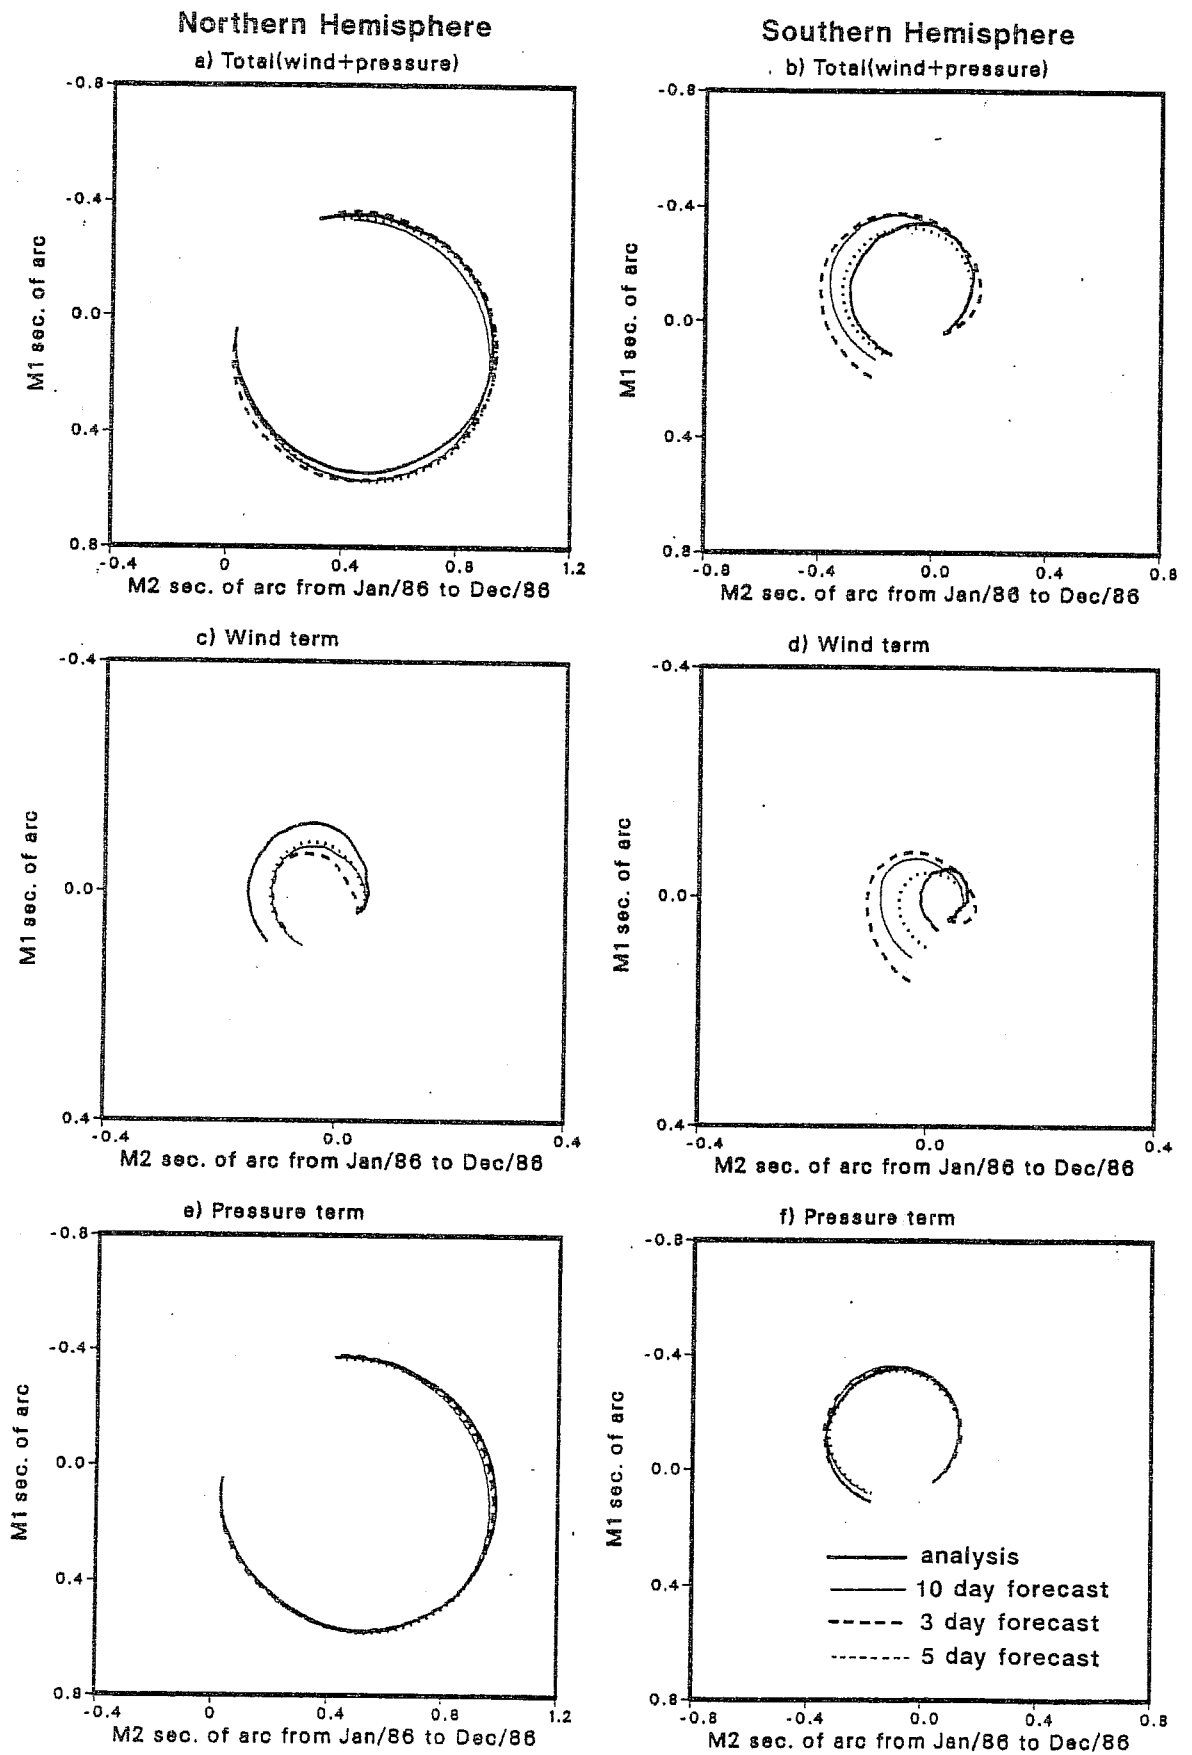 Northern Hemisphere
Southern Hemisphere
a) Total(wind+pressure)
b) Total(wind+pressure)
-0.8
-0.4
0.0
0.4
0.8
M1 sec. of arc
-0.4
0
0.4
0.8
1.2
M2 sec. of arc from Jan/86 to Dec/86
-0.8
-0.4
0.0
0.4
0.8
M1 sec. of arc
-0.8
-0.4
0.0
0.4
0.8
M2 sec. of arc from Jan/86 to Dec/86
c) Wind term
-0.4
0.0
0.4
M1 sec. of arc
-0.4
0.0
0.4
M2 sec. of arc from Jan/86 to Dec/86
d) Wind term
-0.4
0.0
0.4
M1 sec. of arc
-0.4
0.0
0.4
M2 sec. of arc from Jan/86 to Dec/86
e) Pressure term
-0.8
-0.4
0.0
0.4
0.8
M1 sec. of arc
-0.4
0
0.4
0.8
1.2
M2 sec. of arc from Jan/86 to Dec/86
f) Pressure term
-0.8
-0.4
0.0
0.4
0.8
M1 sec. of arc
analysis
10 day forecast
3 day forecast
5 day forecast
-0.8
-0.4
0.0
0.4
0.8
M2 sec. of arc from Jan/86 to Dec/86